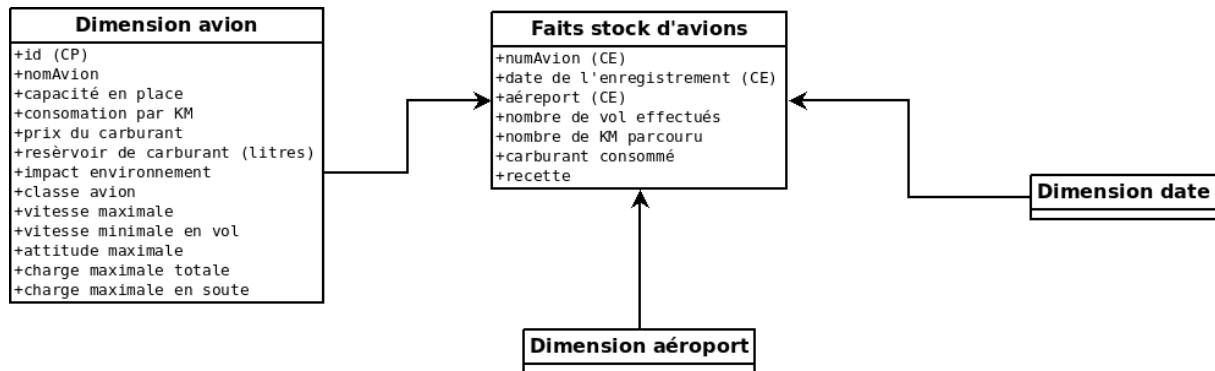 Dimension avion
+id (CP)
+nomAvion
+capacité en place
+consomation par KM
+prix du carburant
+resèrvoir de carburant (litres)
+impact environnement
+classe avion
+vitesse maximale
+vitesse minimale en vol
+attitude maximale
+charge maximale totale
+charge maximale en soute
Faits stock d'avions
+numAvion (CE)
+date de l'enregistrement (CE)
+aéreport (CE)
+nombre de vol effectués
+nombre de KM parcouru
+carburant consommé
+recette
Dimension date
Dimension aéroport